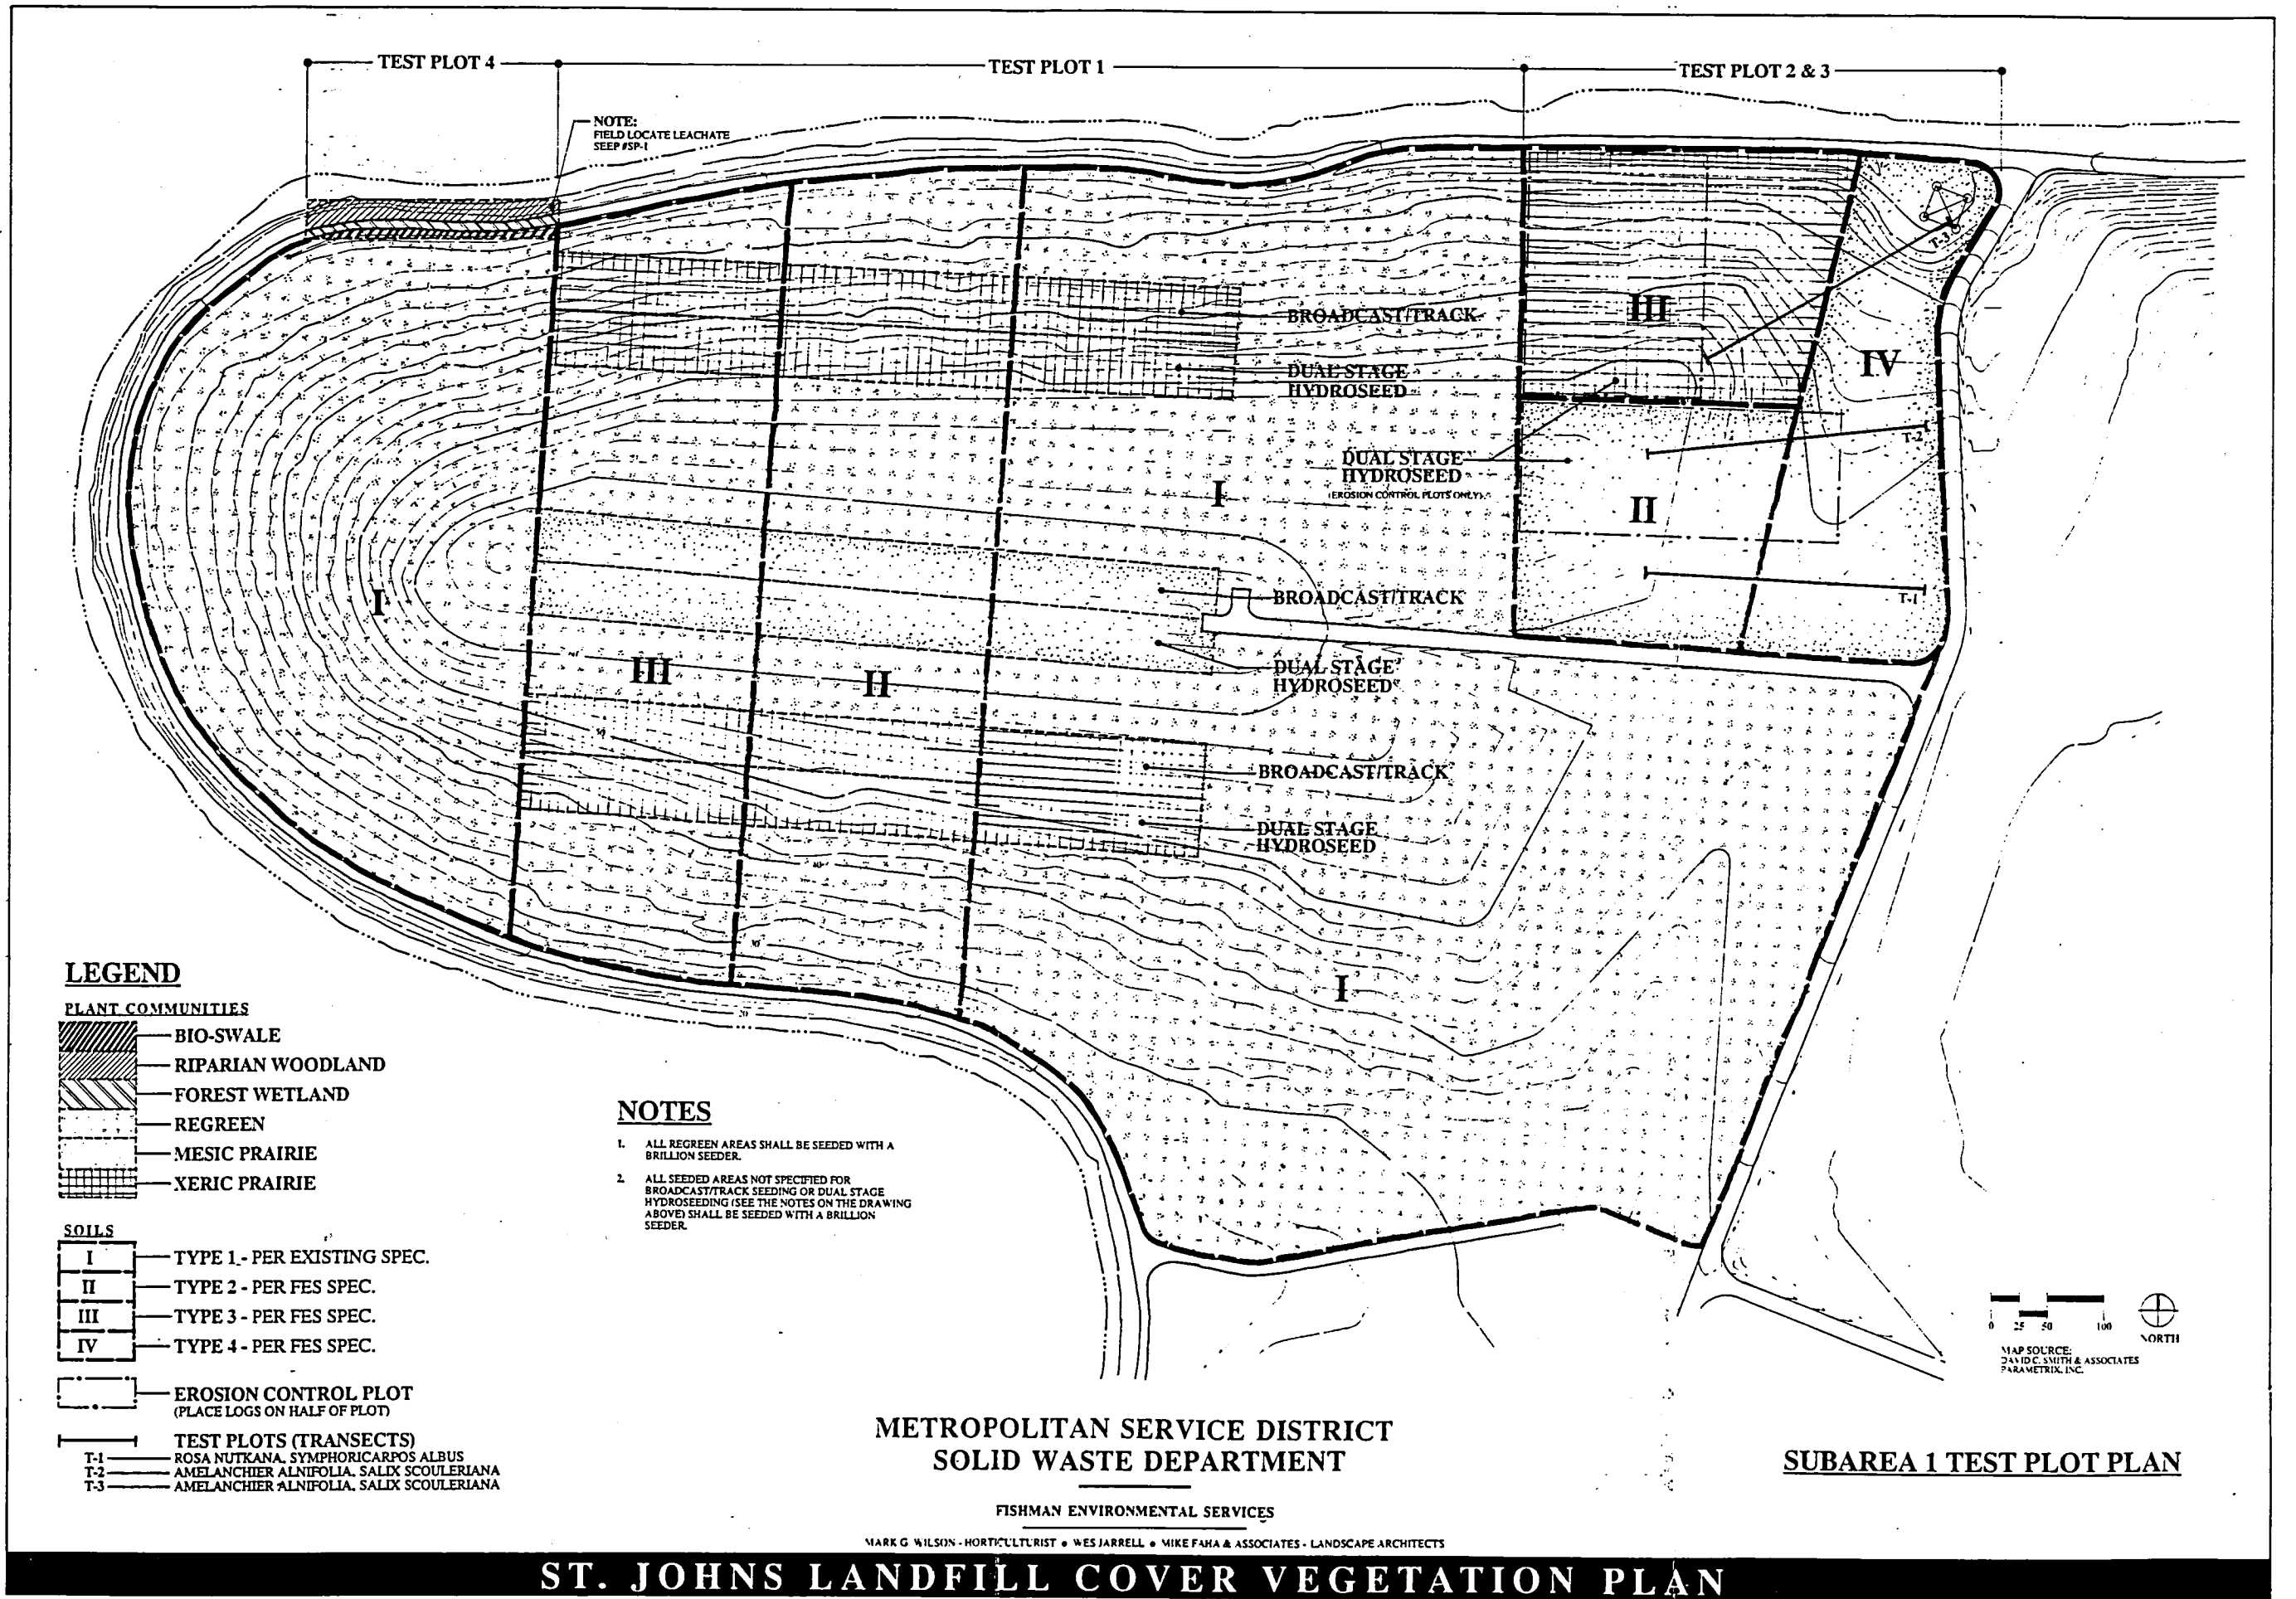 TEST PLOT 4
TEST PLOT 1
TEST PLOT 2 & 3
NOTE:
FIELD LOCATE LEACHATE
SEEP #SP-1
T-3
BROADCAST/TRACK
III
IV
DUAL STAGE
HYDROSEED
T-2
DUAL STAGE
HYDROSEED
(EROSION CONTROL PLOTS ONLY)
I
II
I
BROADCAST/TRACK
T-1
III
II
DUAL STAGE
HYDROSEED
BROADCAST/TRACK
DUAL STAGE
HYDROSEED
I
20
LEGEND
PLANT COMMUNITIES
BIO-SWALE
RIPARIAN WOODLAND
FOREST WETLAND
REGREEN
MESIC PRAIRIE
XERIC PRAIRIE
SOILS
I TYPE 1 - PER EXISTING SPEC.
II TYPE 2 - PER FES SPEC.
III TYPE 3 - PER FES SPEC.
IV TYPE 4 - PER FES SPEC.
EROSION CONTROL PLOT
(PLACE LOGS ON HALF OF PLOT)
TEST PLOTS (TRANSECTS)
T-1 ROSA NUTKANA, SYMPHORICARPOS ALBUS
T-2 AMELANCHIER ALNIFOLIA, SALIX SCOULERIANA
T-3 AMELANCHIER ALNIFOLIA, SALIX SCOULERIANA
NOTES
1. ALL REGREEN AREAS SHALL BE SEEDED WITH A
BRILLION SEEDER.
2. ALL SEEDED AREAS NOT SPECIFIED FOR
BROADCAST/TRACK SEEDING OR DUAL STAGE
HYDROSEEDING (SEE THE NOTES ON THE DRAWING
ABOVE) SHALL BE SEEDED WITH A BRILLION
SEEDER.
0 25 50 100
NORTH
MAP SOURCE:
DAVID C. SMITH & ASSOCIATES
PARAMETRIX, INC.
METROPOLITAN SERVICE DISTRICT
SOLID WASTE DEPARTMENT
FISHMAN ENVIRONMENTAL SERVICES
MARK G. WILSON - HORTICULTURIST • WES JARRELL • MIKE FAHA & ASSOCIATES - LANDSCAPE ARCHITECTS
SUBAREA 1 TEST PLOT PLAN
ST. JOHNS LANDFILL COVER VEGETATION PLAN